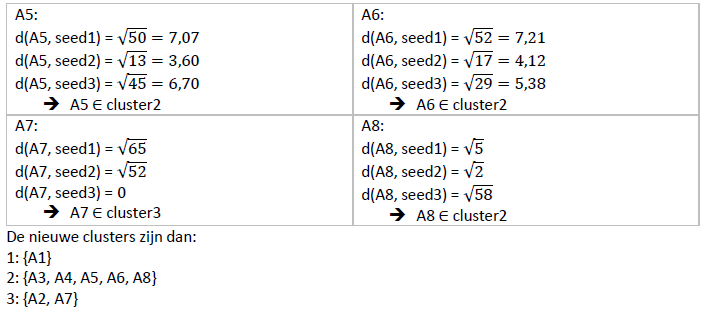 A5:
d(A5, seed1) = √50 = 7,07
d(A5, seed2) = √13 = 3,60
d(A5, seed3) = √45 = 6,70
➔ A5 ∈ cluster2
A6:
d(A6, seed1) = √52 = 7,21
d(A6, seed2) = √17 = 4,12
d(A6, seed3) = √29 = 5,38
➔ A6 ∈ cluster2
A7:
d(A7, seed1) = √65
d(A7, seed2) = √52
d(A7, seed3) = 0
➔ A7 ∈ cluster3
A8:
d(A8, seed1) = √5
d(A8, seed2) = √2
d(A8, seed3) = √58
➔ A8 ∈ cluster2
De nieuwe clusters zijn dan:
1: {A1}
2: {A3, A4, A5, A6, A8}
3: {A2, A7}